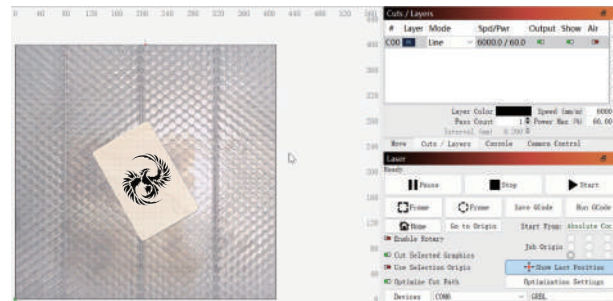 0 40 80 120 160 200 240 280 320 360 400 440 480 520
Cuts / Layers
# Layer Mode Spd/Pwr Output Show Air
C00 Line 6000.0 / 60.0
Layer Color Speed (mm/m) 6000
Pass Count 1 Power Max (%) 60.00
Interval (mm) 0.200
Move Cuts / Layers Console Camera Control
Laser
Ready
Pause Stop Start
Frame Frame Save GCode Run GCode
Home Go to Origin Start From: Absolute Coo
Enable Rotary
Job Origin
Cut Selected Graphics
Use Selection Origin Show Last Position
Optimize Cut Path Optimization Settings
Devices COM6 GRBL